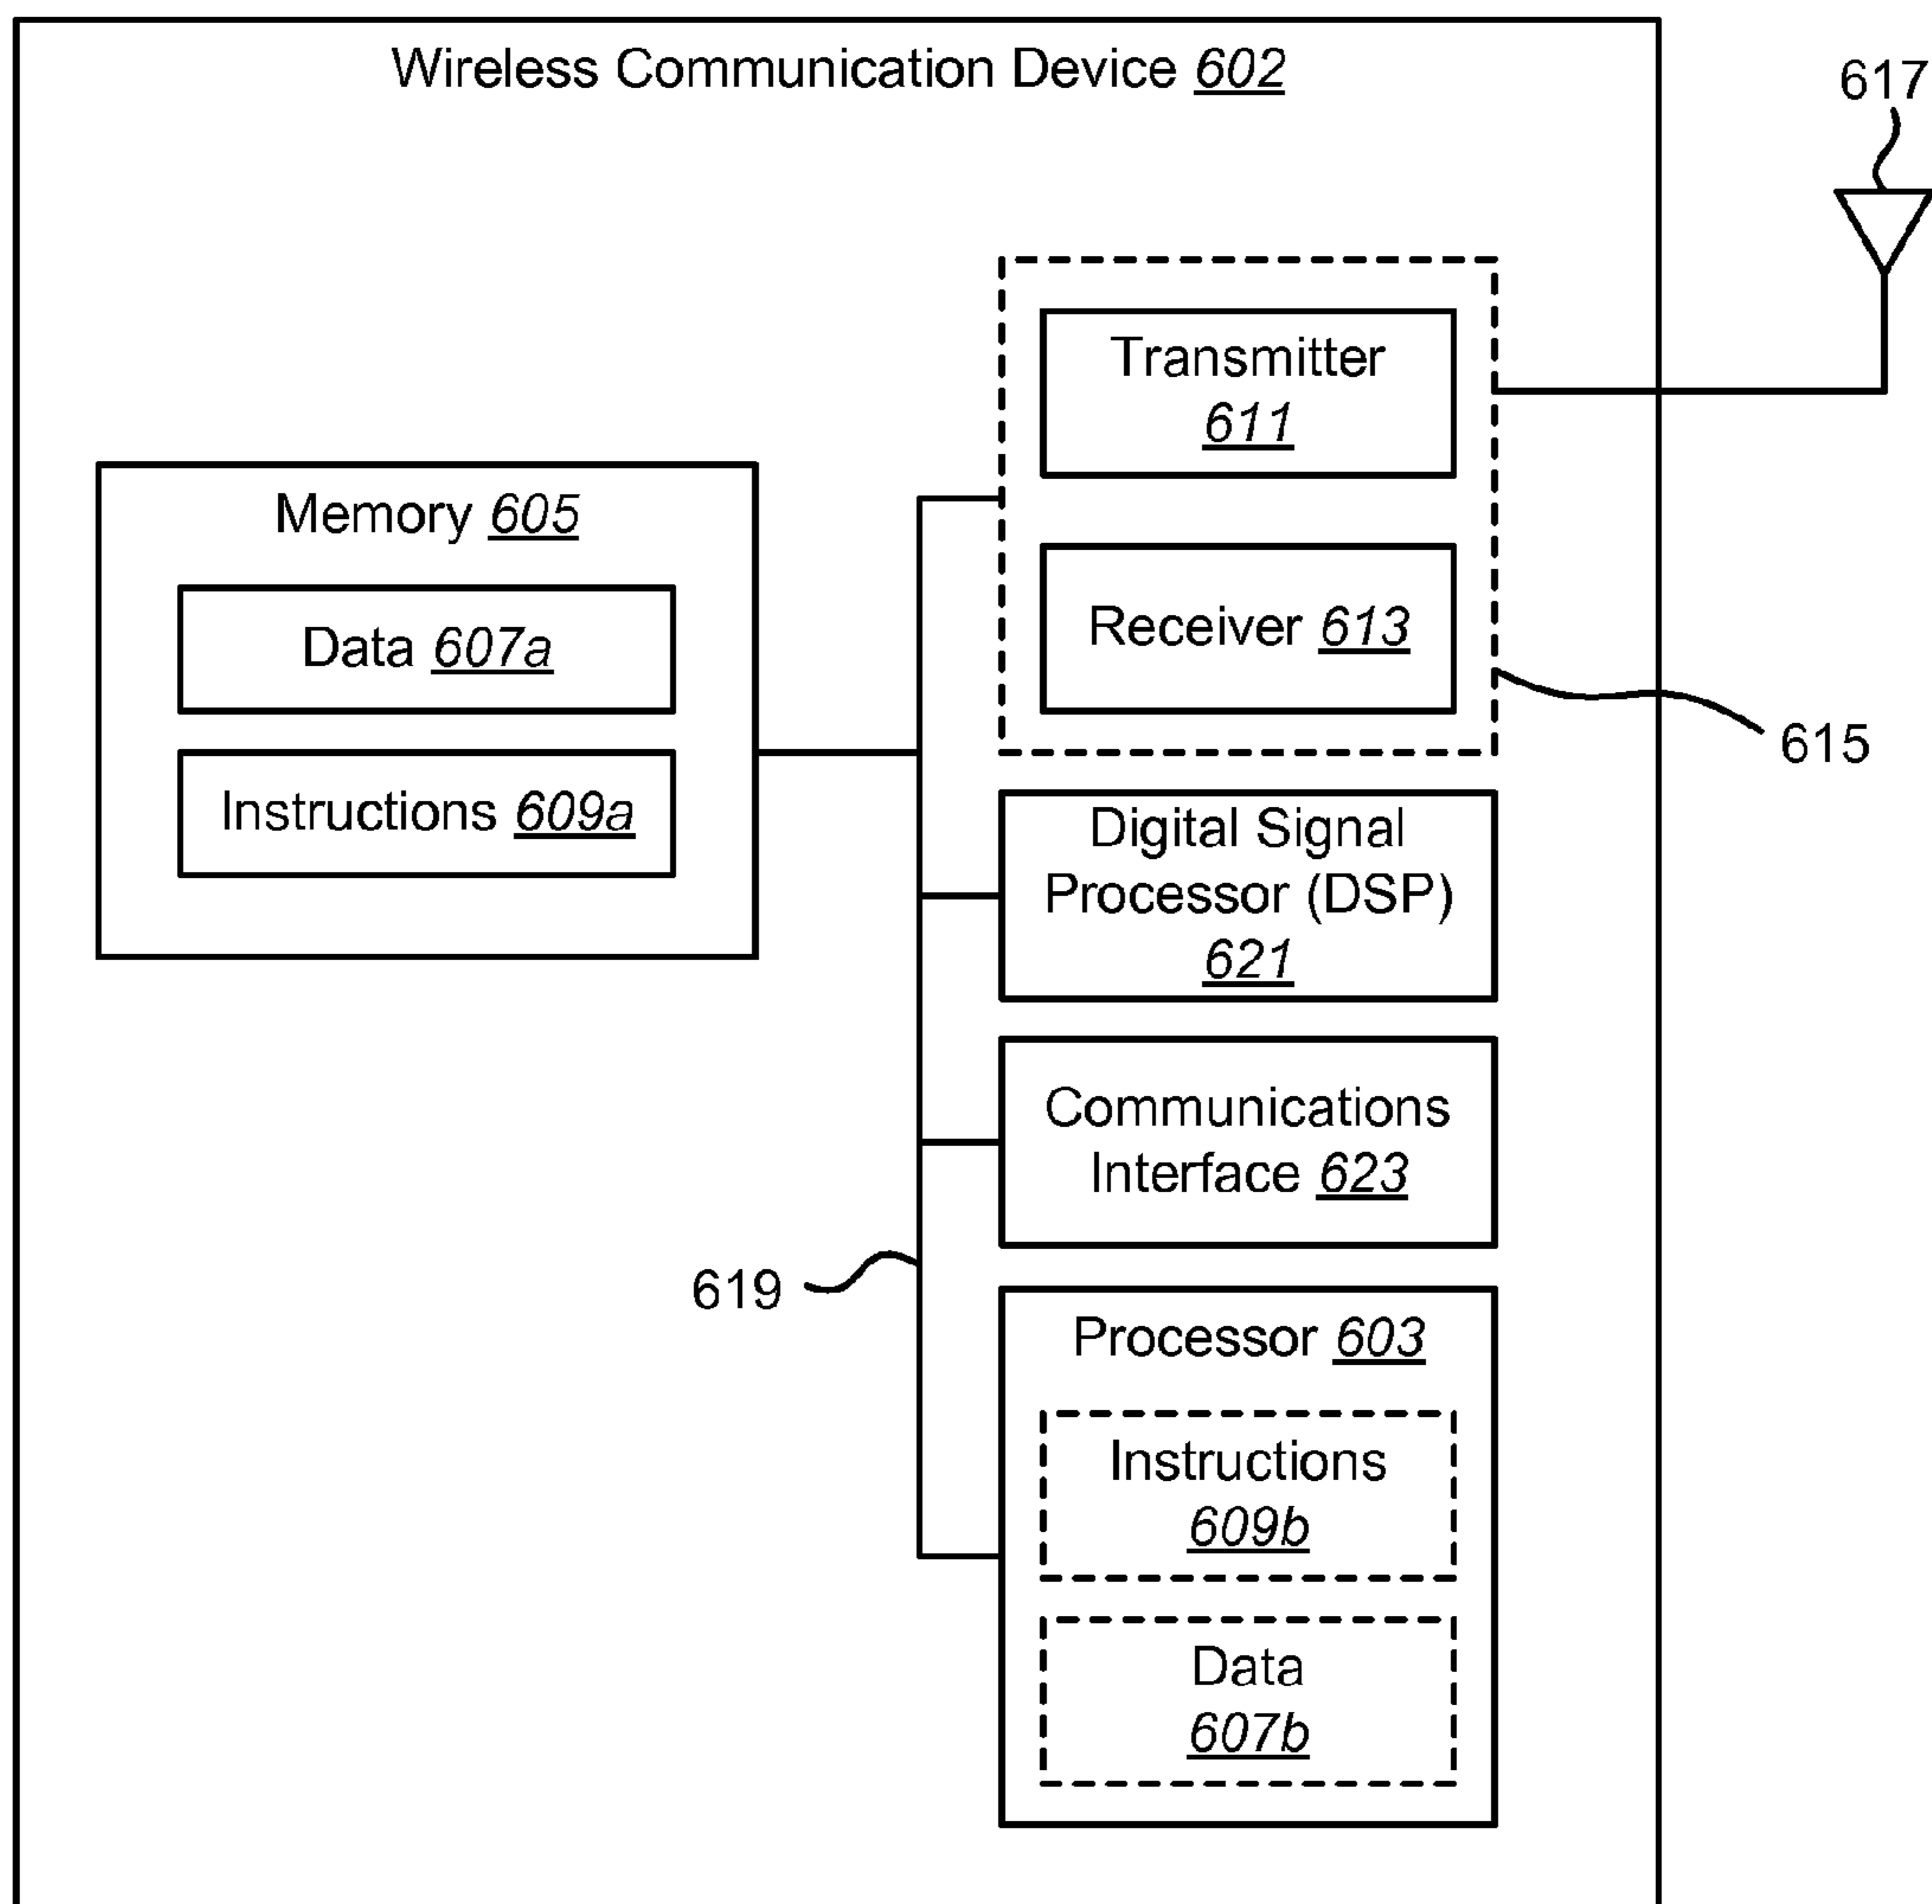 Wireless Communication Device 602
617
Transmitter
611
Receiver 613
615
Memory 605
Data 607a
Instructions 609a
Digital Signal
Processor (DSP)
621
Communications
Interface 623
619
Processor 603
Instructions
609b
Data
607b